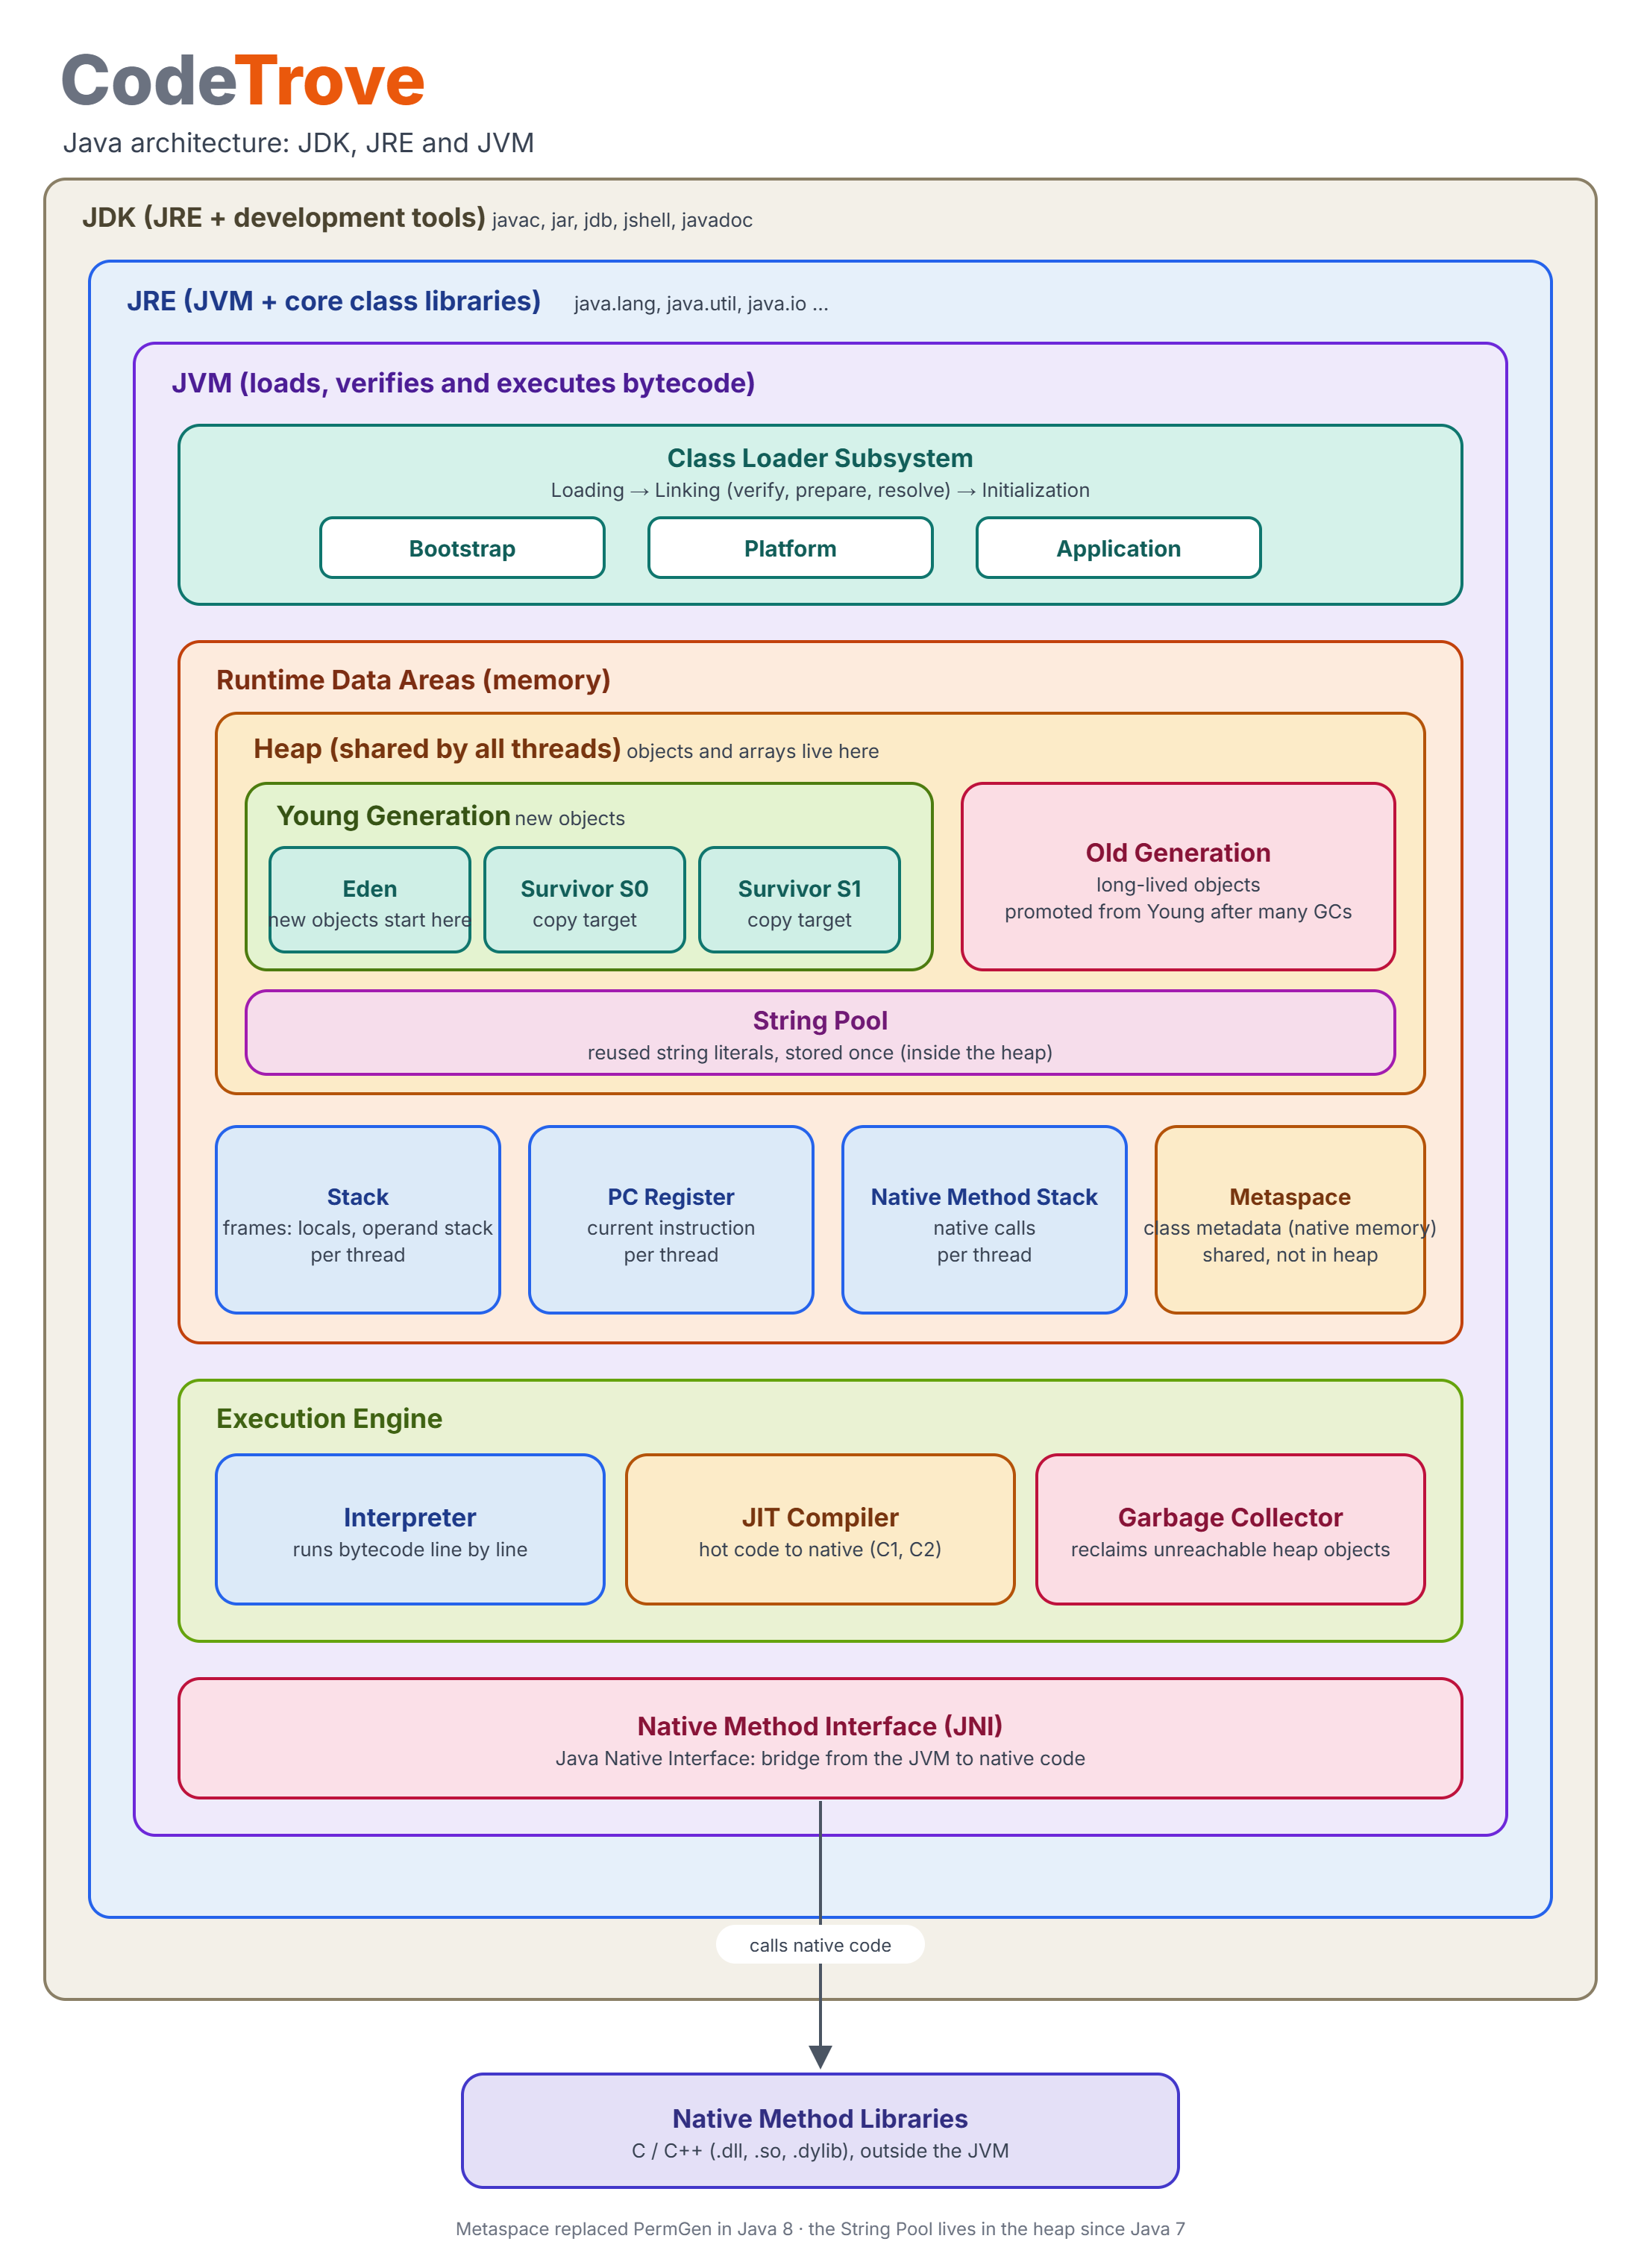 CodeTrove
Java architecture: JDK, JRE and JVM
JDK (JRE + development tools) javac, jar, jdb, jshell, javadoc
JRE (JVM + core class libraries) java.lang, java.util, java.io ...
JVM (loads, verifies and executes bytecode)
Class Loader Subsystem
Loading → Linking (verify, prepare, resolve) → Initialization
Bootstrap
Platform
Application
Runtime Data Areas (memory)
Heap (shared by all threads) objects and arrays live here
Young Generation new objects
Eden
new objects start here
Survivor S0
copy target
Survivor S1
copy target
Old Generation
long-lived objects
promoted from Young after many GCs
String Pool
reused string literals, stored once (inside the heap)
Stack
frames: locals, operand stack
per thread
PC Register
current instruction
per thread
Native Method Stack
native calls
per thread
Metaspace
class metadata (native memory)
shared, not in heap
Execution Engine
Interpreter
runs bytecode line by line
JIT Compiler
hot code to native (C1, C2)
Garbage Collector
reclaims unreachable heap objects
Native Method Interface (JNI)
Java Native Interface: bridge from the JVM to native code
calls native code
Native Method Libraries
C / C++ (.dll, .so, .dylib), outside the JVM
Metaspace replaced PermGen in Java 8 · the String Pool lives in the heap since Java 7